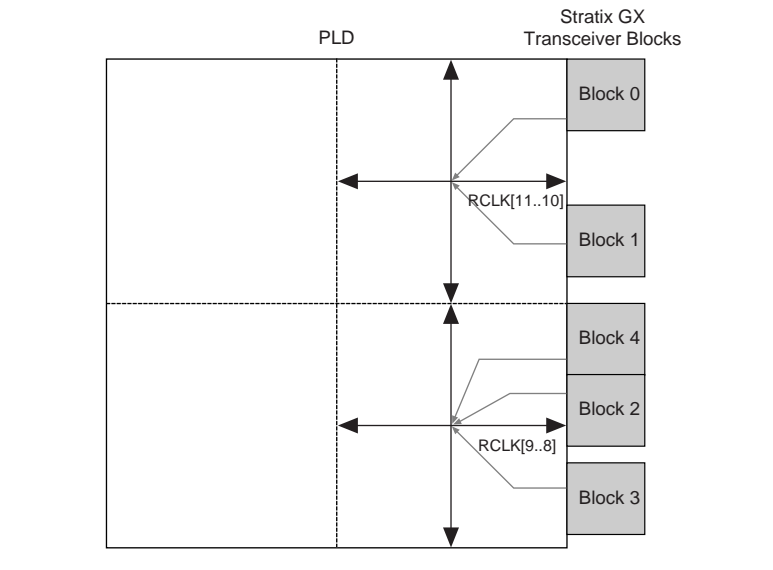 Stratix GX
PLD
Transceiver Blocks
Block 0
RCLK[11..10]
Block 1
Block 4
Block 2
RCLK[9..8]
Block 3